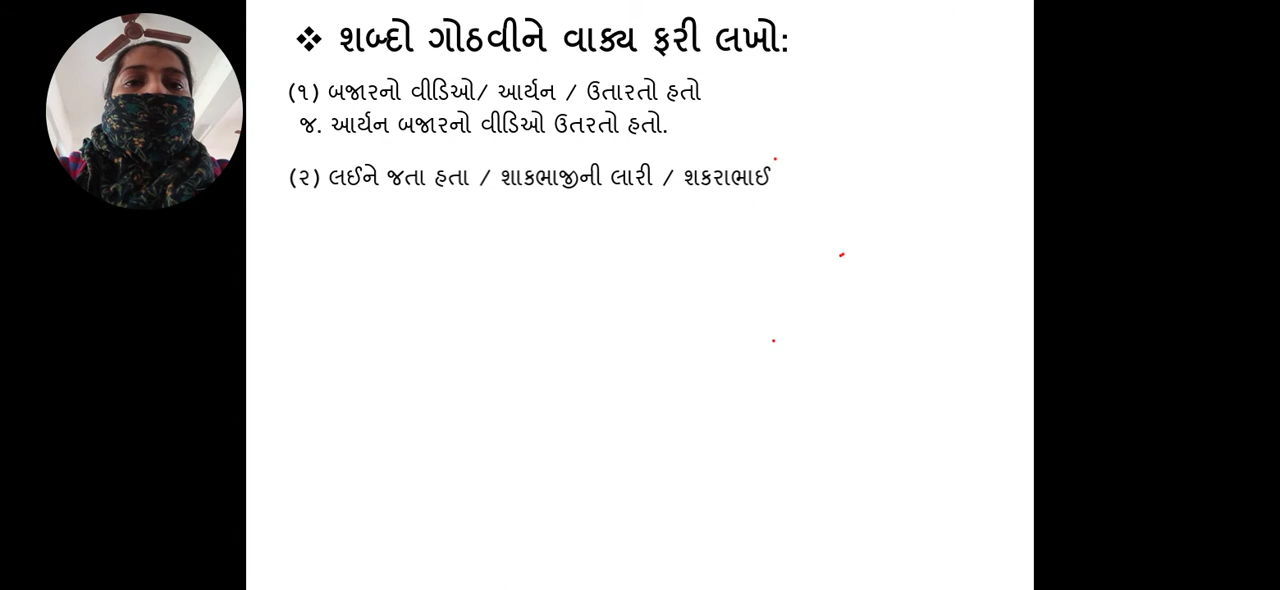 ❖ શબ્દો ગોઠવીને વાક્ય ફરી લખો:
(૧) બજારનો વીડિઓ/ આર્યન / ઉતારતો હતો
જ. આર્યન બજારનો વીડિઓ ઉતરતો હતો.
(૨) લઈને જતા હતા / શાકભાજીની લારી / શકરાભાઈ